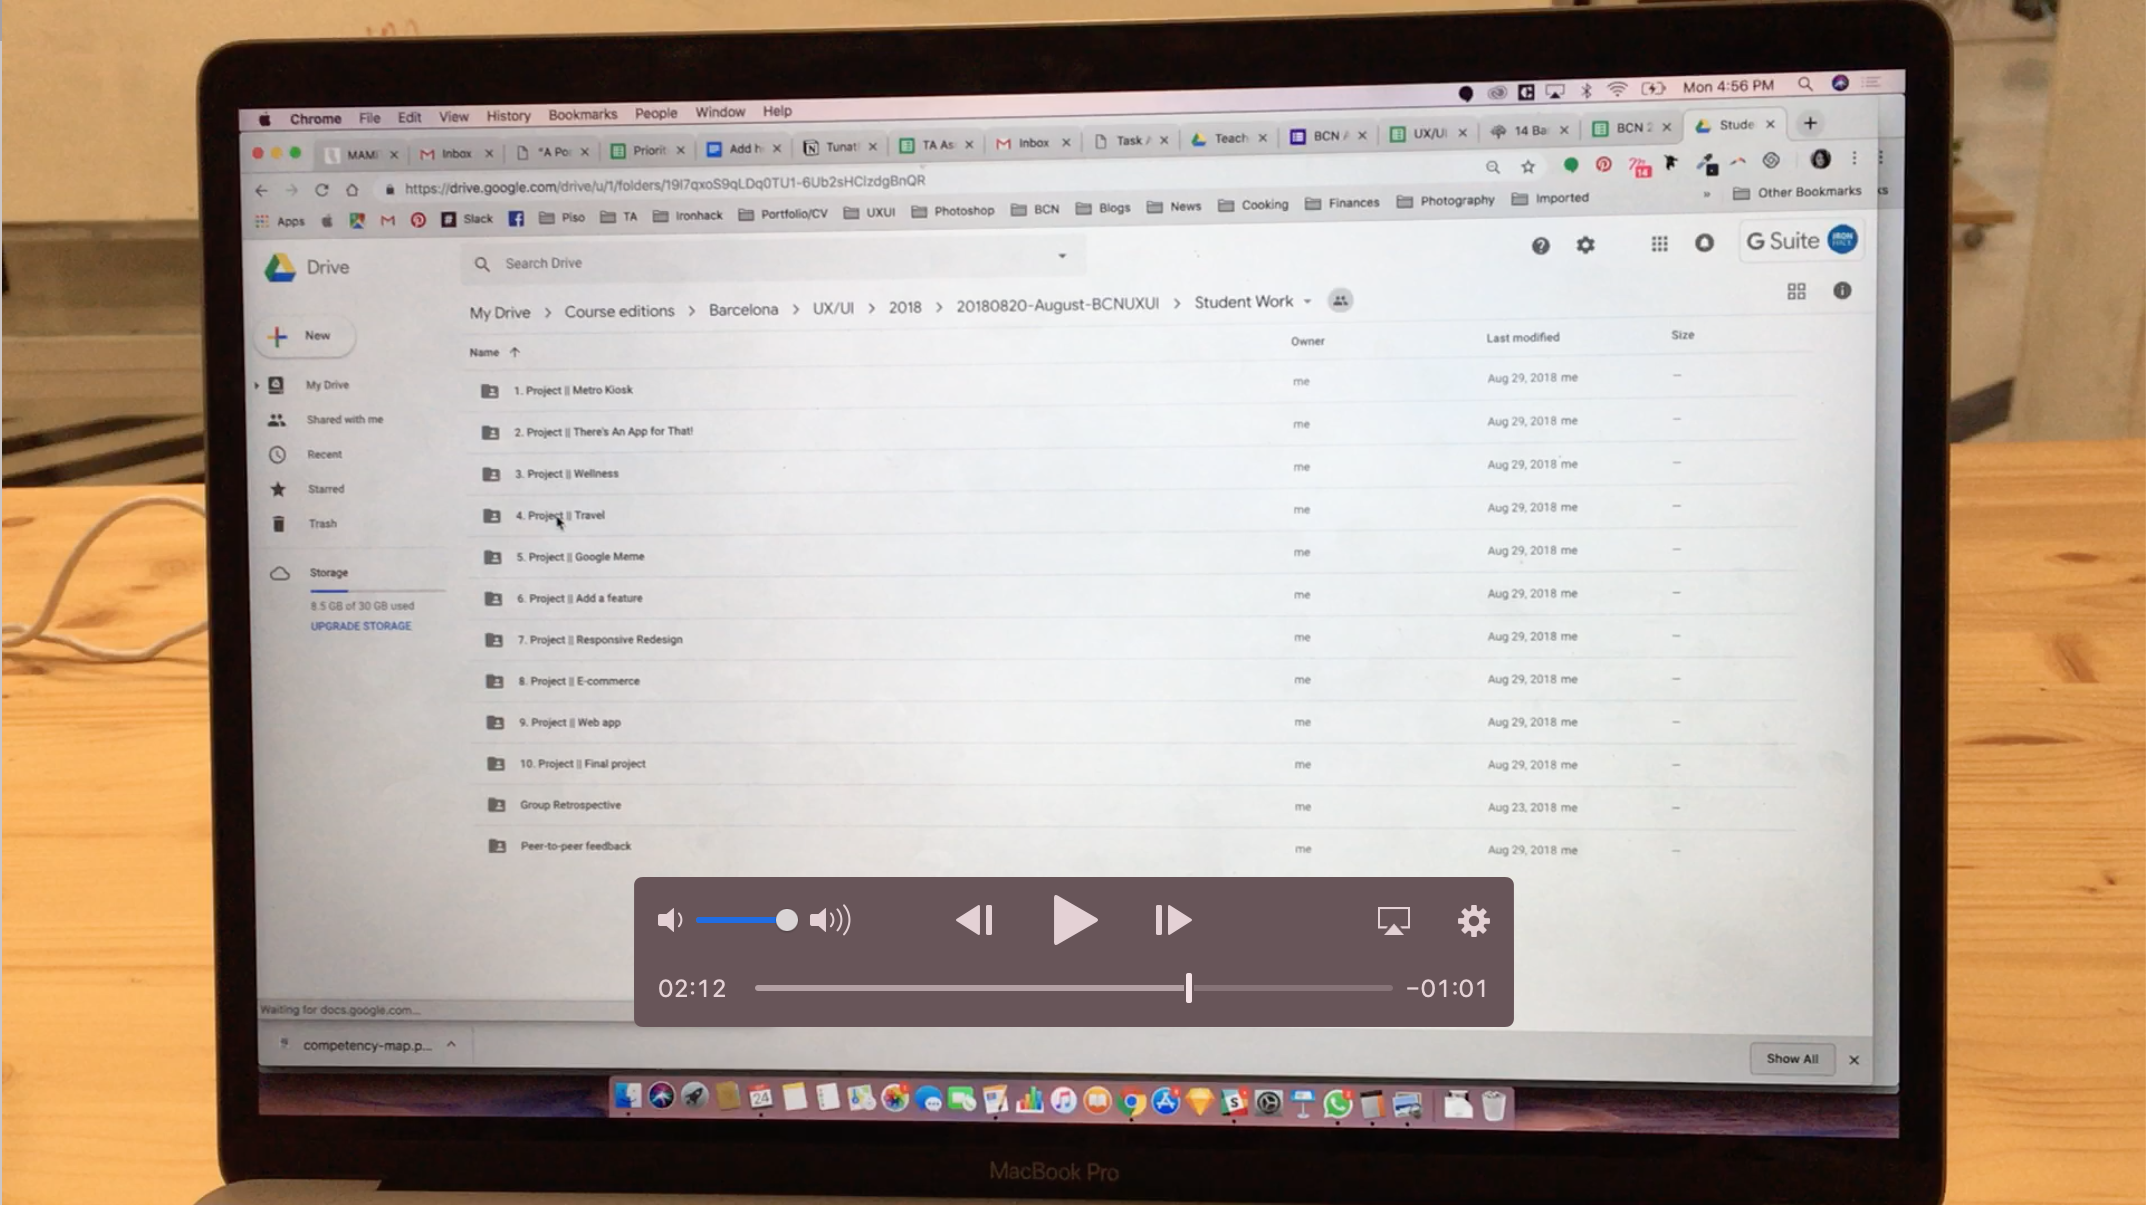 Chrome File Edit View History Bookmarks People Window Help Mon 4:56 PM
MAMI Inbox "A Po Priorit Add h Tunat TA As Inbox Task Teach BCN UX/UI 14 Ba BCN 2 Stude
https://drive.google.com/drive/u/1/folders/19I7qxoS9qLDq0TU1-6Ub2sHCIzdgBnQR 14
Apps Slack Piso TA Ironhack Portfolio/CV UXUI Photoshop BCN Blogs News Cooking Finances Photography Imported » Other Bookmarks ks
Drive Search Drive G Suite IRON HACK
My Drive > Course editions > Barcelona > UX/UI > 2018 > 20180820-August-BCNUXUI > Student Work
New
My Drive
Shared with me
Recent
Starred
Trash
Storage
8.5 GB of 30 GB used
UPGRADE STORAGE
Name Owner Last modified Size
1. Project || Metro Kiosk me Aug 29, 2018 me —
2. Project || There's An App for That! me Aug 29, 2018 me —
3. Project || Wellness me Aug 29, 2018 me —
4. Project || Travel me Aug 29, 2018 me —
5. Project || Google Meme me Aug 29, 2018 me —
6. Project || Add a feature me Aug 29, 2018 me —
7. Project || Responsive Redesign me Aug 29, 2018 me —
8. Project || E-commerce me Aug 29, 2018 me —
9. Project || Web app me Aug 29, 2018 me —
10. Project || Final project me Aug 29, 2018 me —
Group Retrospective me Aug 23, 2018 me —
Peer-to-peer feedback me Aug 29, 2018 me —
02:12 −01:01
Waiting for docs.google.com...
competency-map.p... Show All
24
MacBook Pro